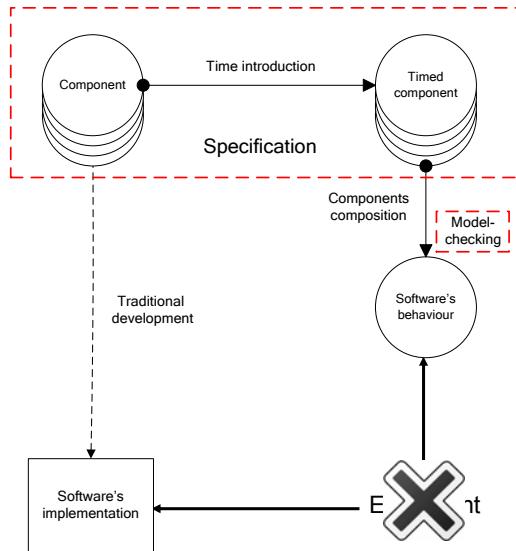 Component
Time introduction
Timed
component
Specification
Components
composition
Model-
checking
Software's
behaviour
Traditional
development
Software's
implementation